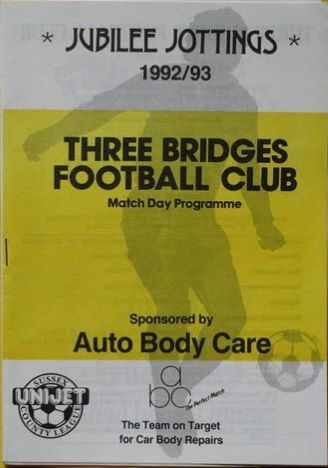 * JUBILEE JOTTINGS *
1992/93
THREE BRIDGES
FOOTBALL CLUB
Match Day Programme
Sponsored by
Auto Body Care
SUSSEX
UNIJET
COUNTY LEAGUE
abc
The Perfect Match
The Team on Target
for Car Body Repairs